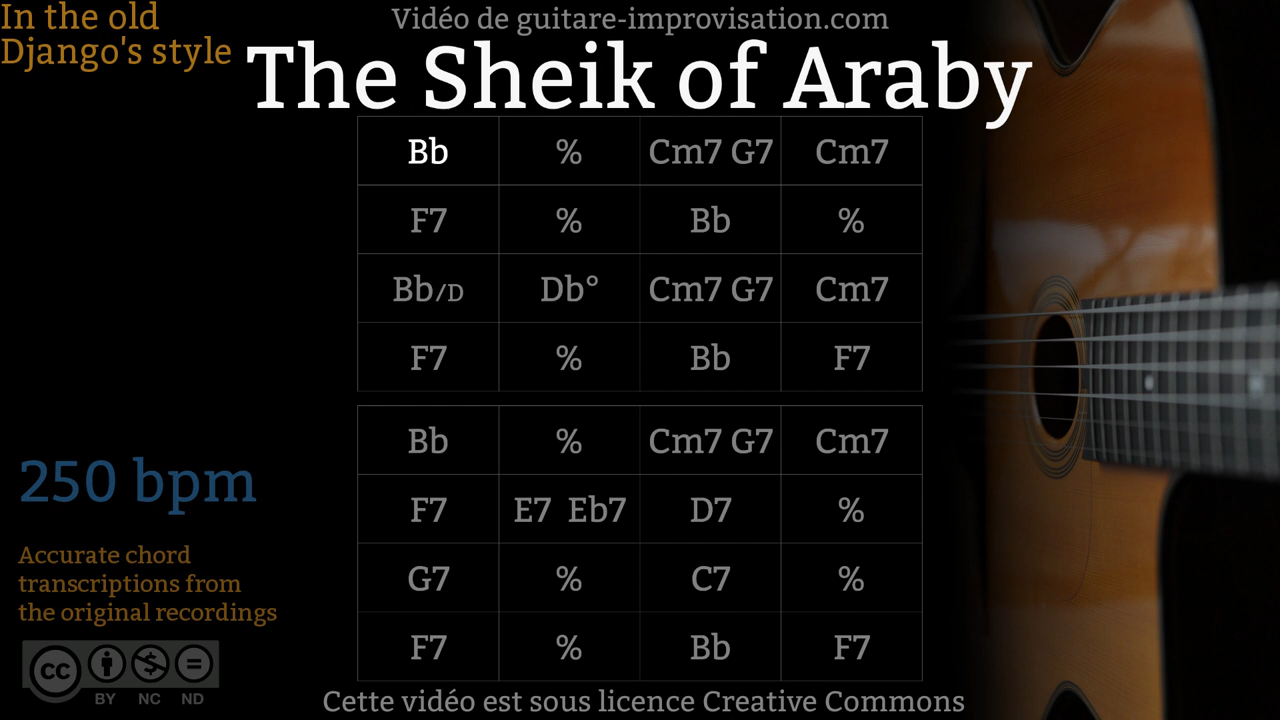 In the old
Django's style
Vidéo de guitare-improvisation.com
The Sheik of Araby
Bb % Cm7 G7 Cm7
F7 % Bb %
Bb/D Db° Cm7 G7 Cm7
F7 % Bb F7
Bb % Cm7 G7 Cm7
F7 E7 Eb7 D7 %
G7 % C7 %
F7 % Bb F7
250 bpm
Accurate chord
transcriptions from
the original recordings
cc
BY NC ND
Cette vidéo est sous licence Creative Commons